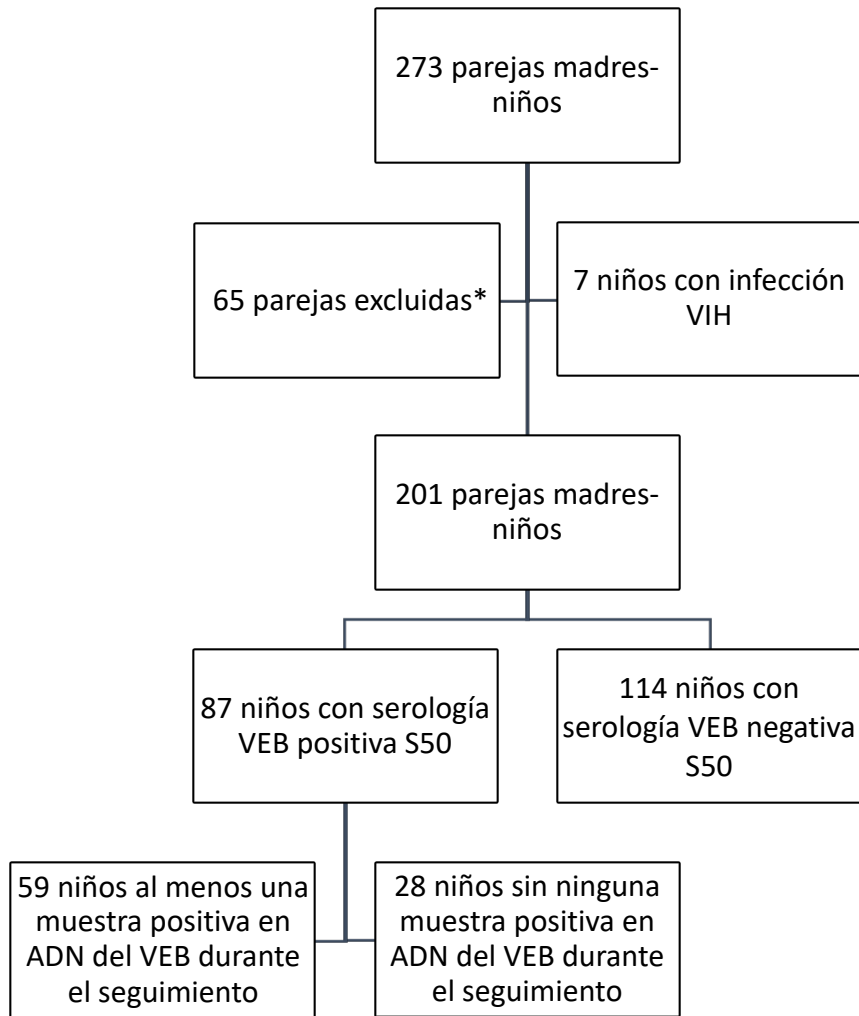 273 parejas madres-
niños
65 parejas excluidas*
7 niños con infección
VIH
201 parejas madres-
niños
87 niños con serología
VEB positiva S50
114 niños con
serología VEB negativa
S50
59 niños al menos una
muestra positiva en
ADN del VEB durante
el seguimiento
28 niños sin ninguna
muestra positiva en
ADN del VEB durante
el seguimiento